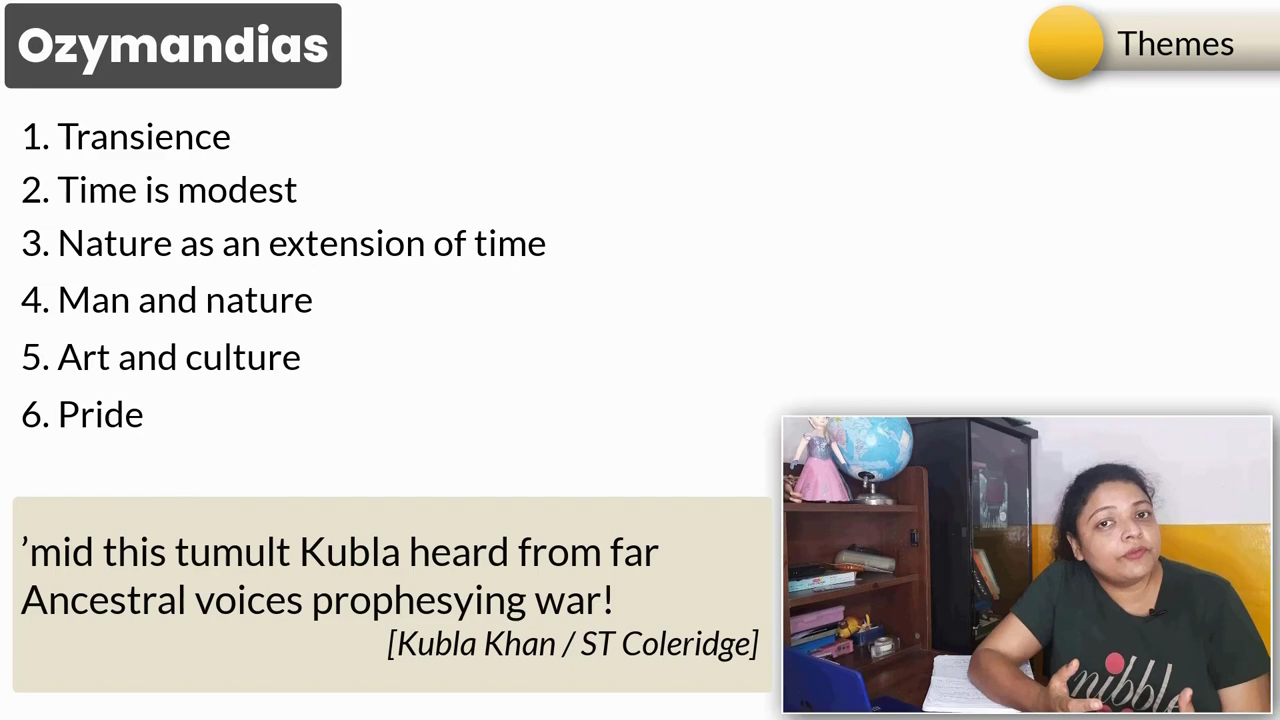 Ozymandias
Themes
1. Transience
2. Time is modest
3. Nature as an extension of time
4. Man and nature
5. Art and culture
6. Pride
’mid this tumult Kubla heard from far
Ancestral voices prophesying war!
[Kubla Khan / ST Coleridge]
nibble